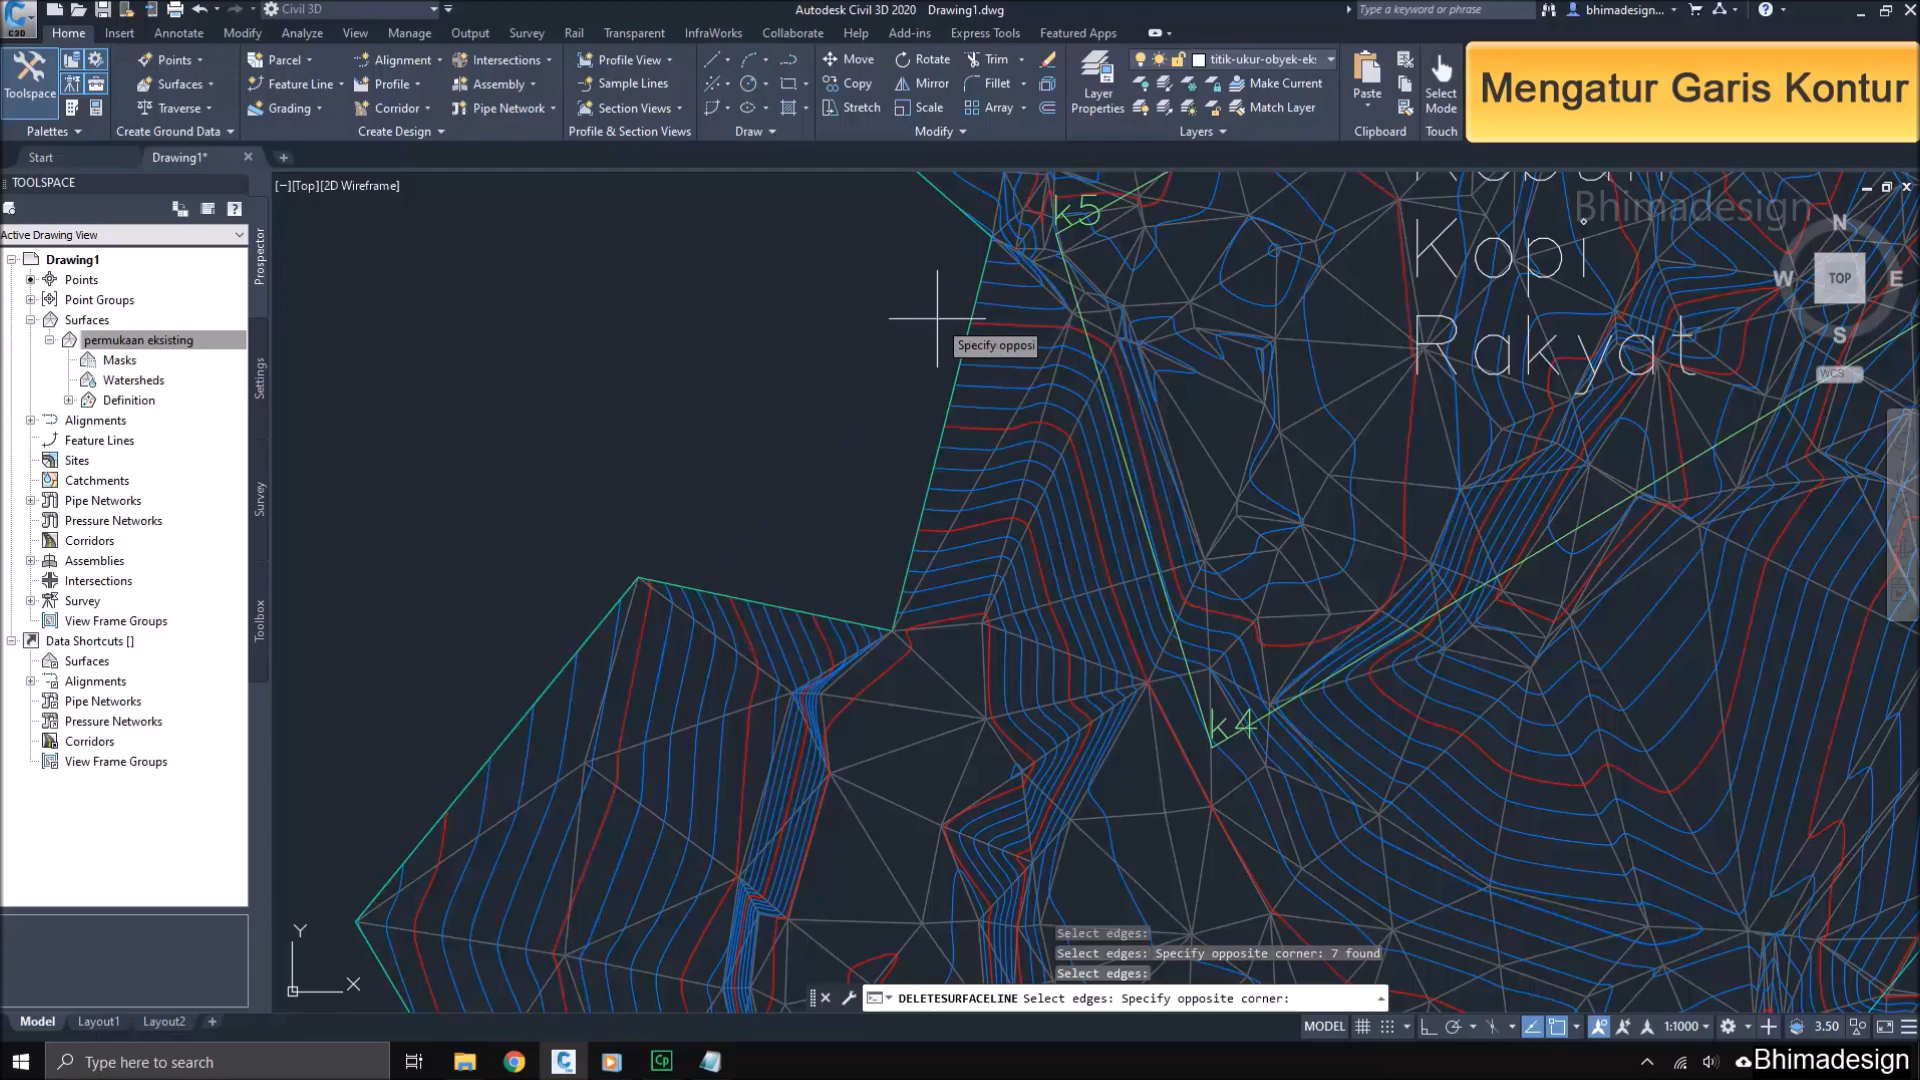 Civil 3D
Autodesk Civil 3D 2020 Drawing1.dwg
Type a keyword or phrase
bhimadesign...
C3D
Home Insert Annotate Modify Analyze View Manage Output Survey Rail Transparent InfraWorks Collaborate Help Add-ins Express Tools Featured Apps
Mengatur Garis Kontur
Points Parcel Alignment Intersections Profile View Move Rotate Trim titik-ukur-obyek-ek:
Toolspace Surfaces Feature Line Profile Assembly Sample Lines Copy Mirror Fillet Layer Properties Make Current Paste Select Mode
Traverse Grading Corridor Pipe Network Section Views Stretch Scale Array Match Layer
Palettes Create Ground Data Create Design Profile & Section Views Draw Modify Layers Clipboard Touch
Start Drawing1*
TOOLSPACE
[−][Top][2D Wireframe]
Active Drawing View
Prospector
Settings
Survey
Toolbox
Drawing1
Points
Point Groups
Surfaces
permukaan eksisting
Masks
Watersheds
Definition
Alignments
Feature Lines
Sites
Catchments
Pipe Networks
Pressure Networks
Corridors
Assemblies
Intersections
Survey
View Frame Groups
Data Shortcuts []
Surfaces
Alignments
Pipe Networks
Pressure Networks
Corridors
View Frame Groups
k5
Bhimadesign
Kopi
Rakyat
N
W TOP E
S
WCS
Specify opposi
k4
Y
X
Select edges:
Select edges: Specify opposite corner: 7 found
Select edges:
DELETESURFACELINE Select edges: Specify opposite corner:
Model Layout1 Layout2
MODEL 1:1000 3.50
Type here to search
Bhimadesign